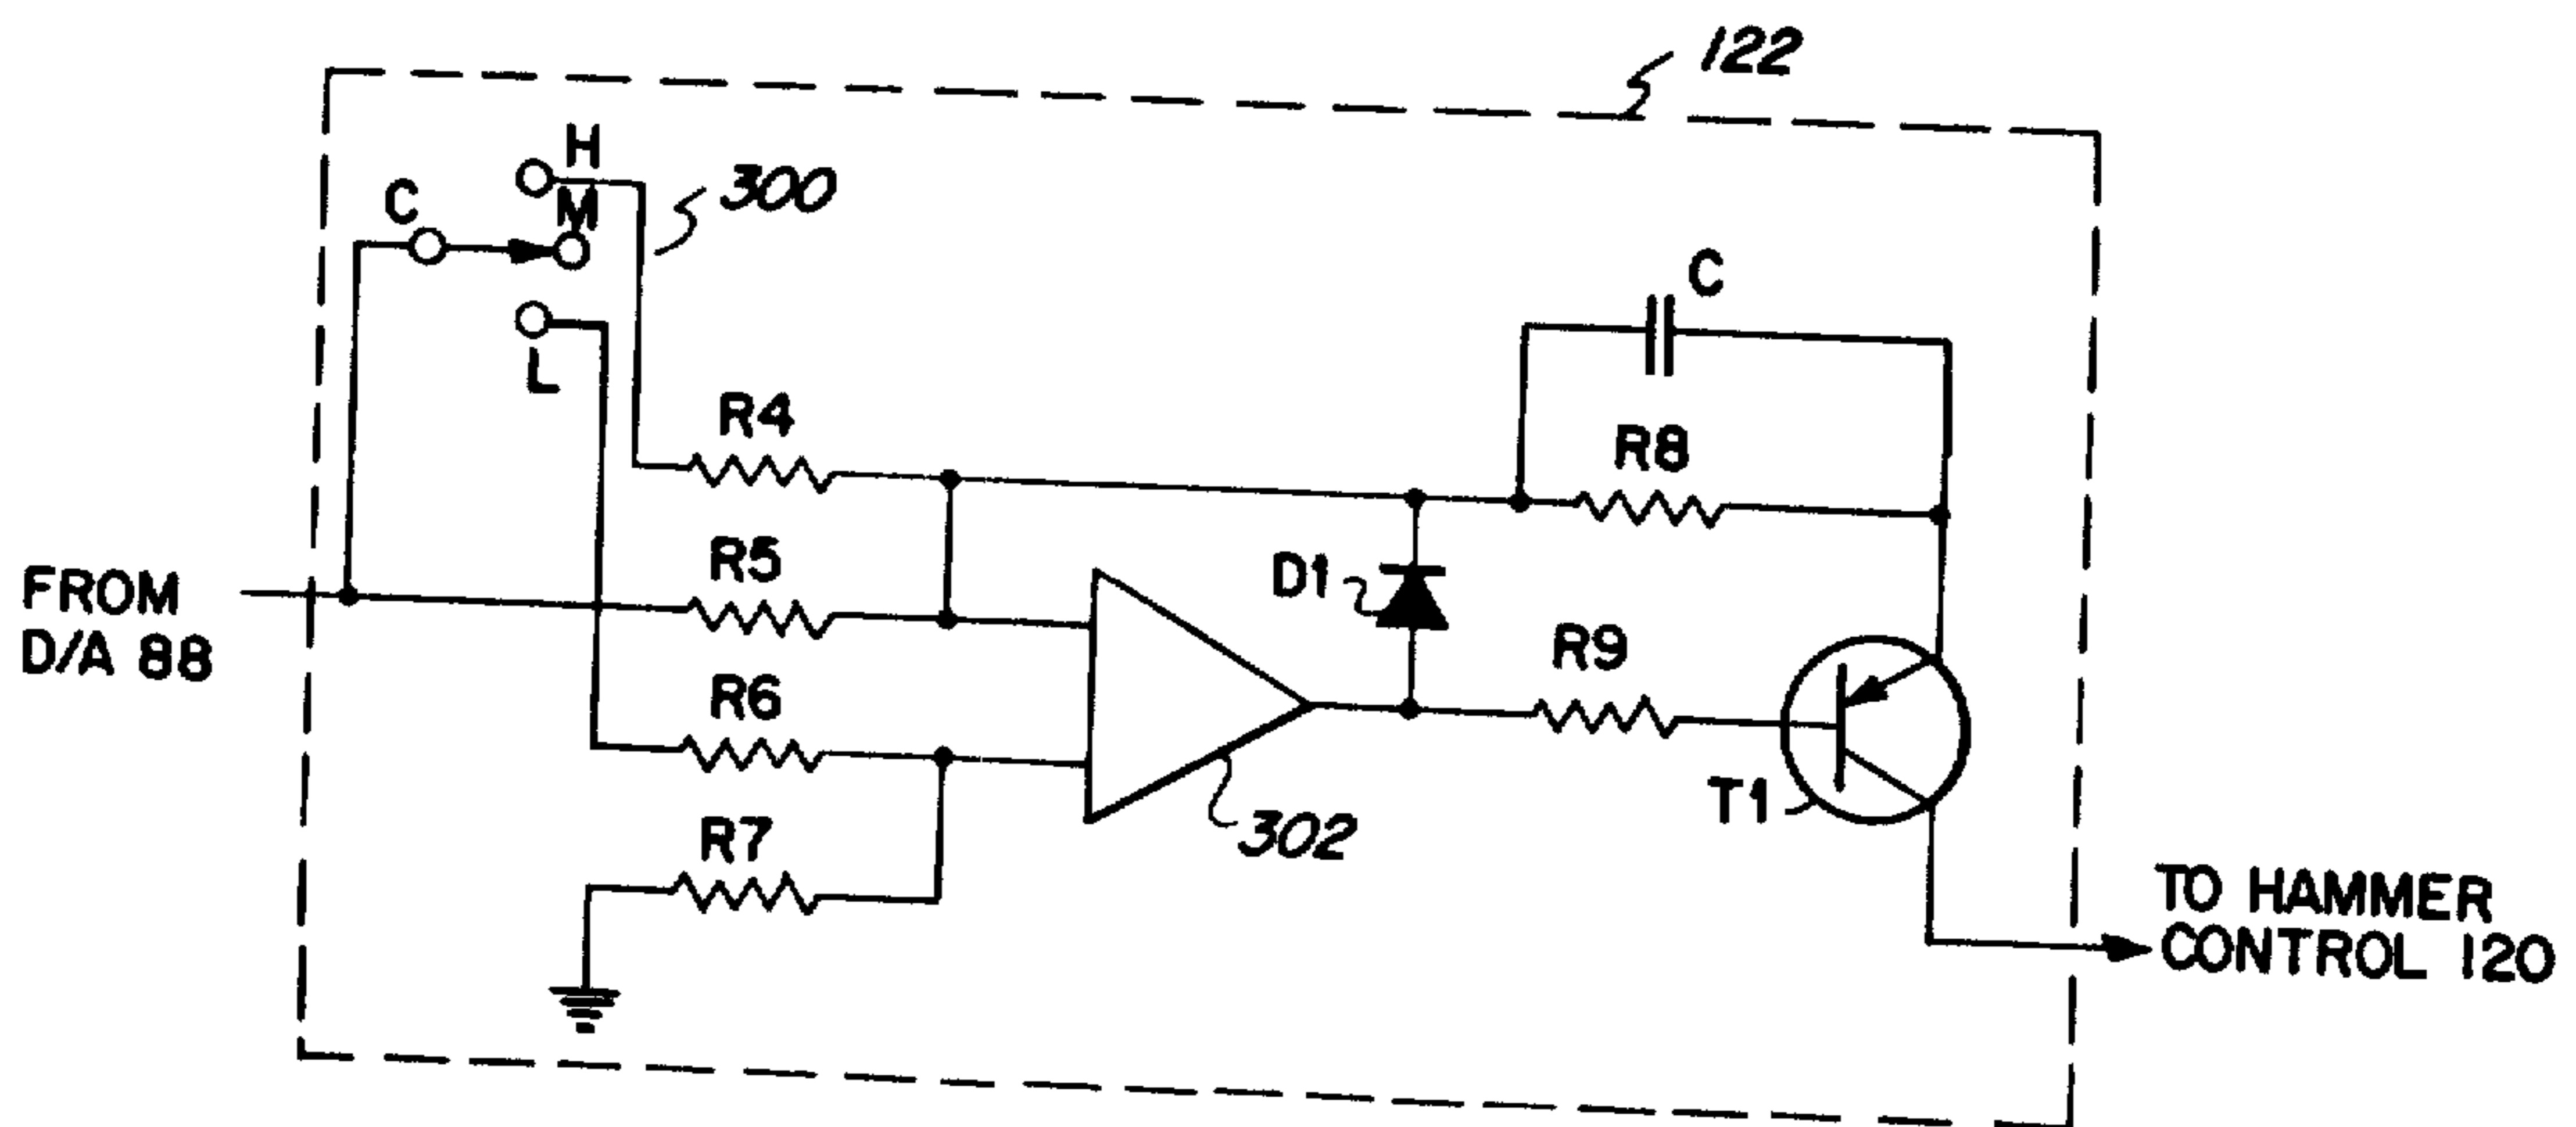 122
H
C
M
300
L
C
R4
R8
R5
D1
FROM
D/A 88
R9
R6
T1
R7
302
TO HAMMER
CONTROL 120